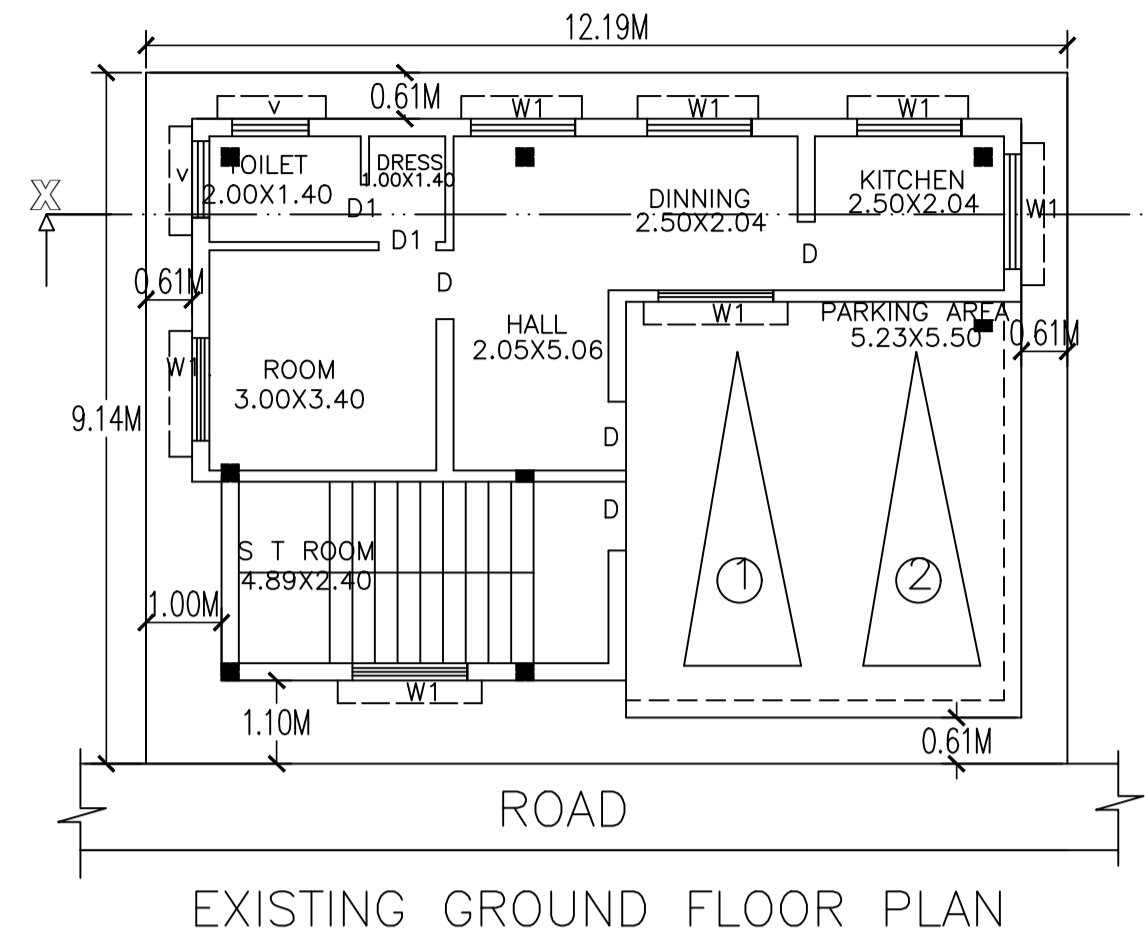 12.19M
0.61M
V
W1
W1
W1
V
TOILET
2.00X1.40
DRESS
1.00X1.40
D1
D1
DINNING
2.50X2.04
KITCHEN
2.50X2.04
W1
X
D
D
0.61M
HALL
2.05X5.06
W1
PARKING AREA
5.23X5.50
0.61M
W1
ROOM
3.00X3.40
9.14M
D
D
S T ROOM
4.89X2.40
1
2
1.00M
W1
1.10M
0.61M
ROAD
EXISTING GROUND FLOOR PLAN